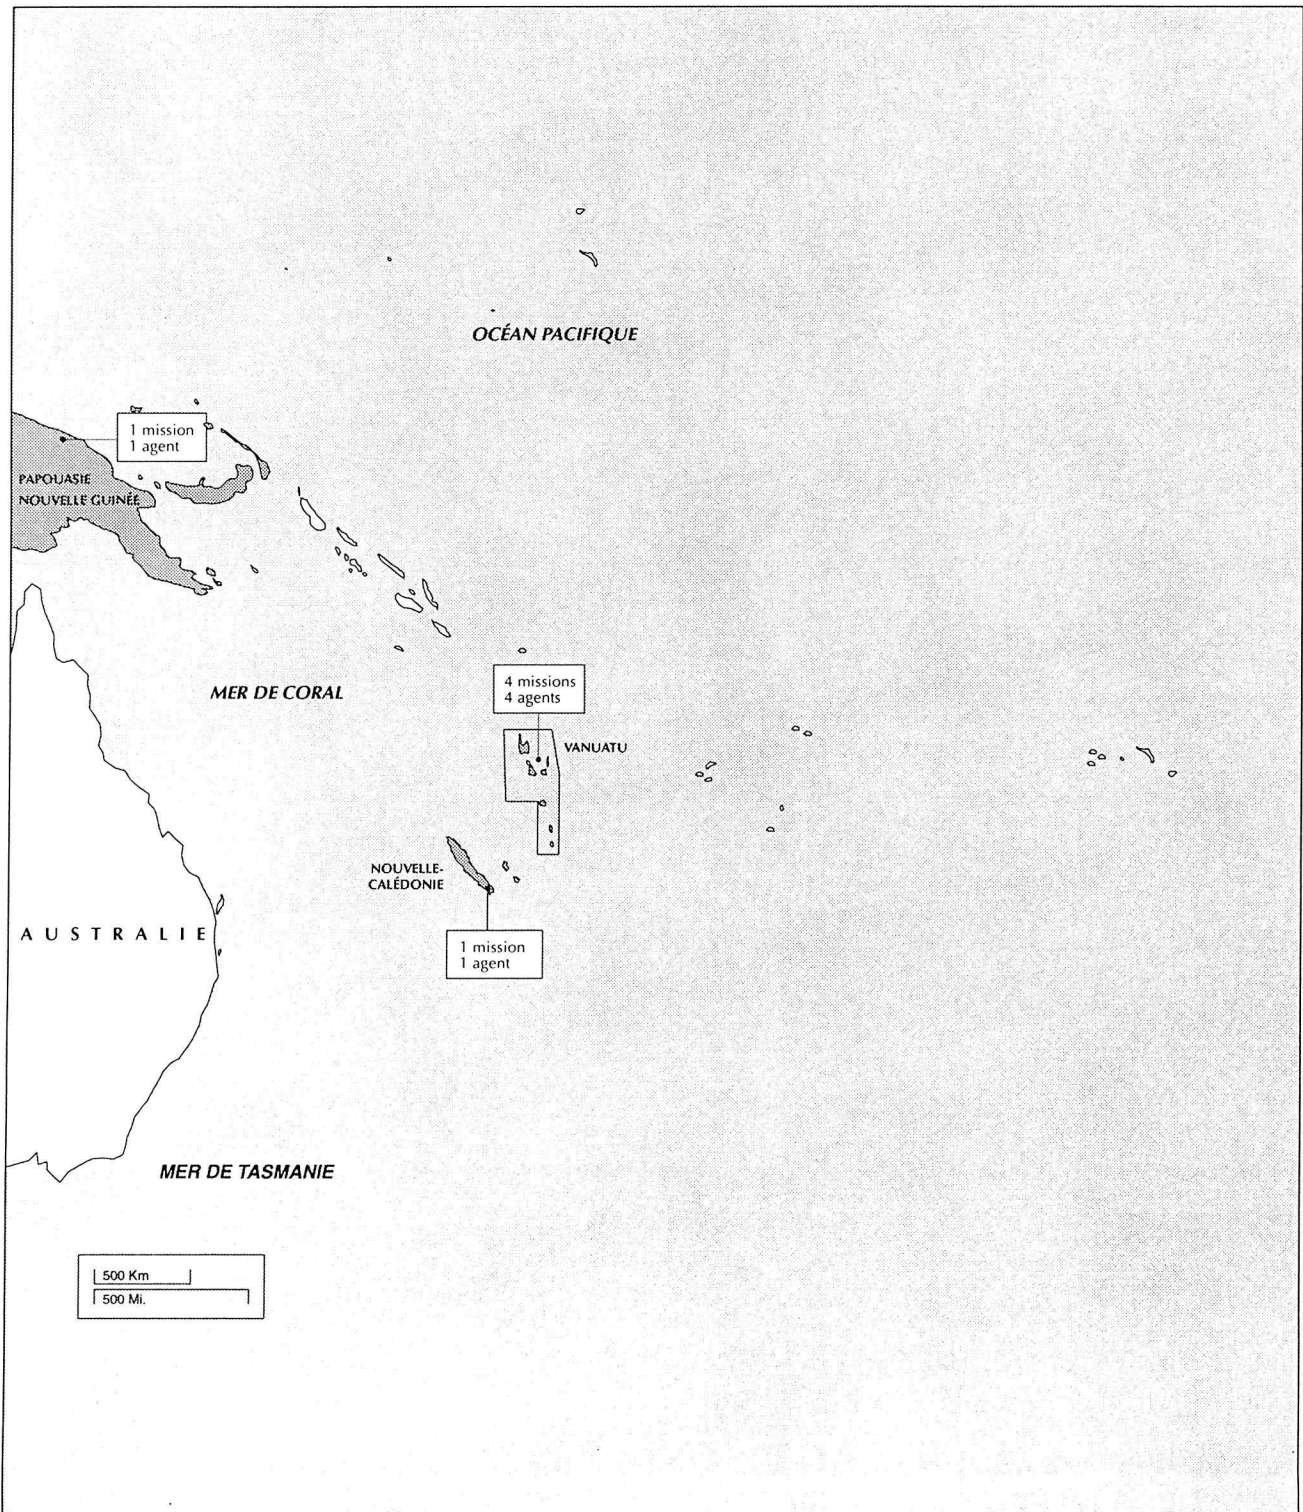 OCÉAN PACIFIQUE
1 mission
1 agent
PAPOUASIE
NOUVELLE GUINÉE
MER DE CORAL
4 missions
4 agents
VANUATU
NOUVELLE-
CALÉDONIE
AUSTRALIE
1 mission
1 agent
MER DE TASMANIE
500 Km
500 Mi.